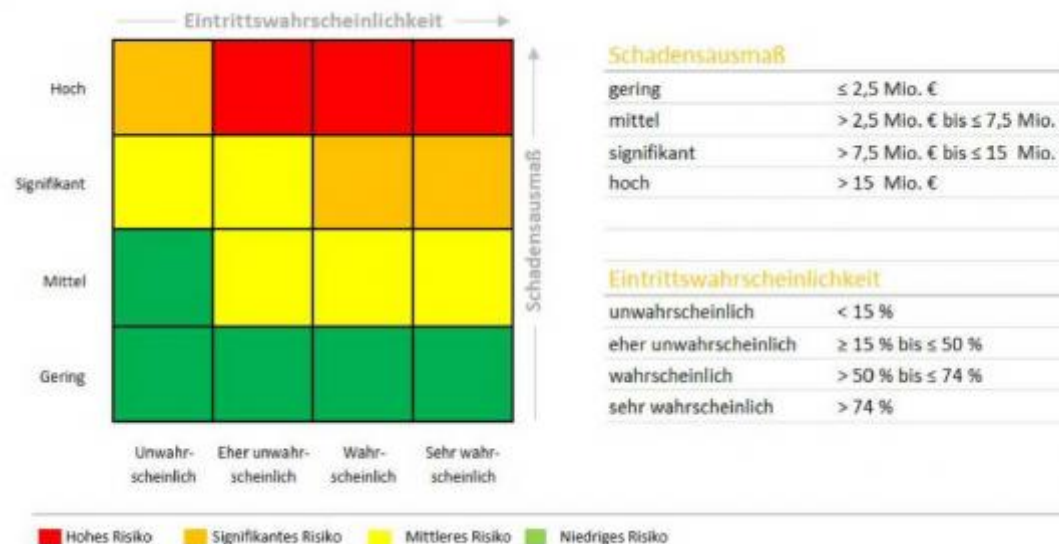 Eintrittswahrscheinlichkeit
Hoch
Signifikant
Mittel
Gering
Schadensausmaß
Unwahr-
scheinlich
Eher unwahr-
scheinlich
Wahr-
scheinlich
Sehr wahr-
scheinlich
Schadensausmaß
gering ≤ 2,5 Mio. €
mittel > 2,5 Mio. € bis ≤ 7,5 Mio.
signifikant > 7,5 Mio. € bis ≤ 15 Mio.
hoch > 15 Mio. €
Eintrittswahrscheinlichkeit
unwahrscheinlich < 15 %
eher unwahrscheinlich ≥ 15 % bis ≤ 50 %
wahrscheinlich > 50 % bis ≤ 74 %
sehr wahrscheinlich > 74 %
Hohes Risiko Signifikantes Risiko Mittleres Risiko Niedriges Risiko